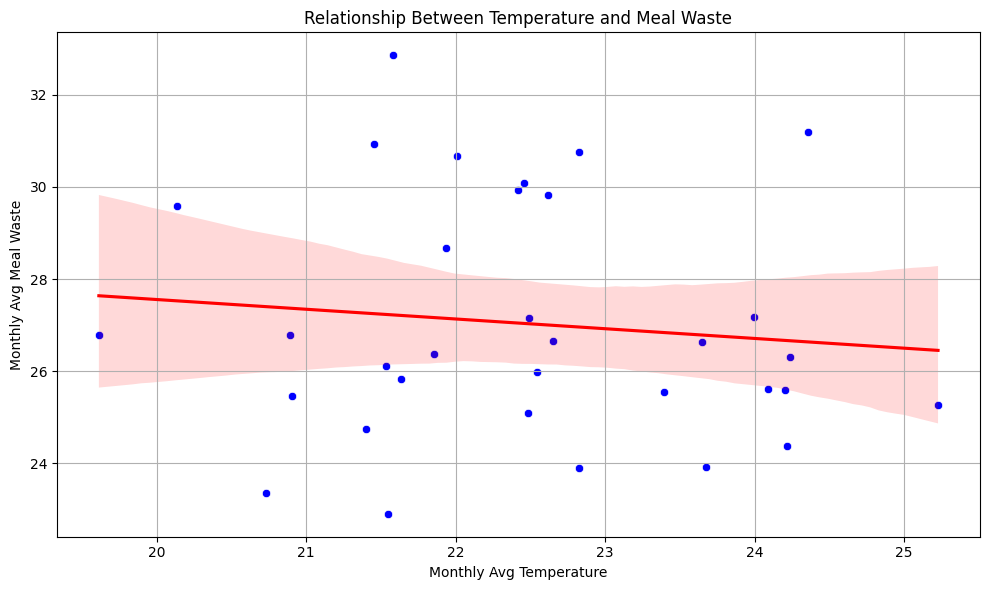 Relationship Between Temperature and Meal Waste
Monthly Avg Meal Waste
32
30
28
26
24
20 21 22 23 24 25
Monthly Avg Temperature